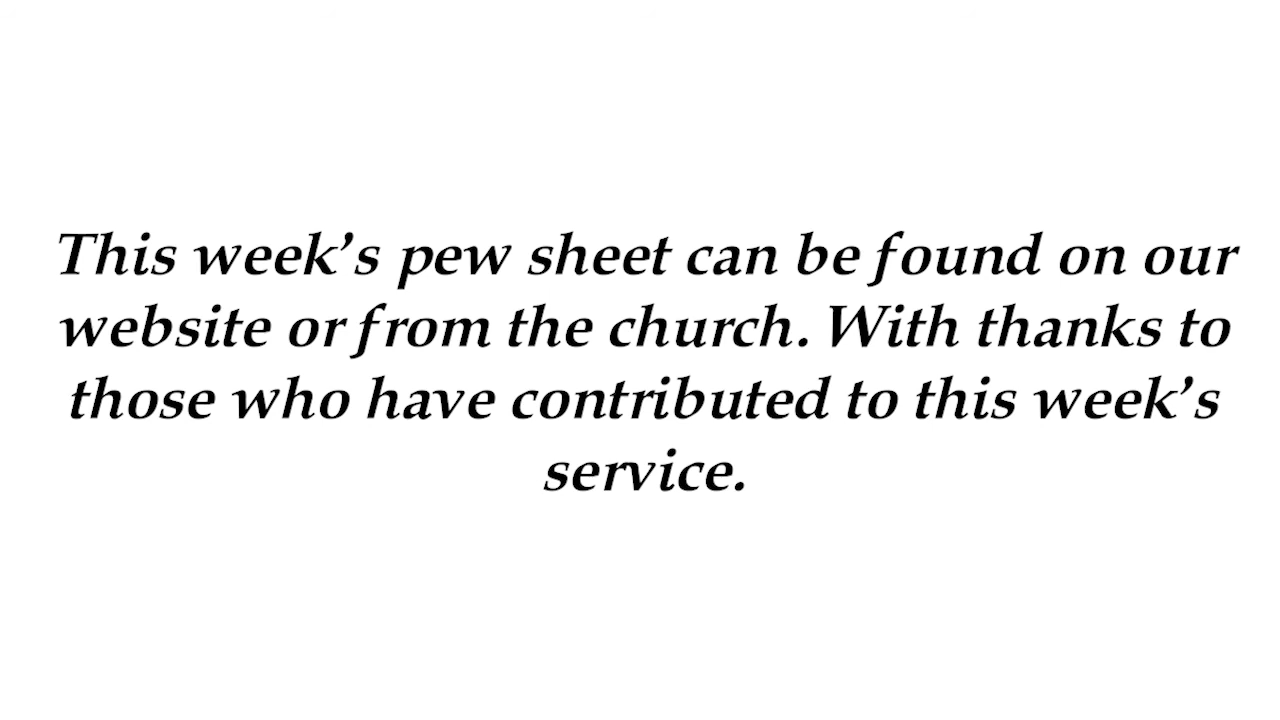 This week’s pew sheet can be found on our
website or from the church. With thanks to
those who have contributed to this week’s
service.